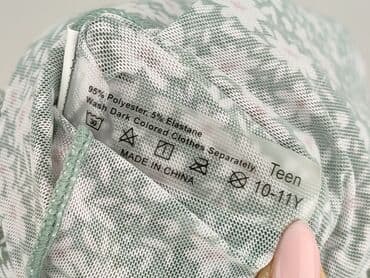 95% Polyester, 5% Elastane
Wash Dark Colored Clothes Separately
MADE IN CHINA
Teen
10-11Y